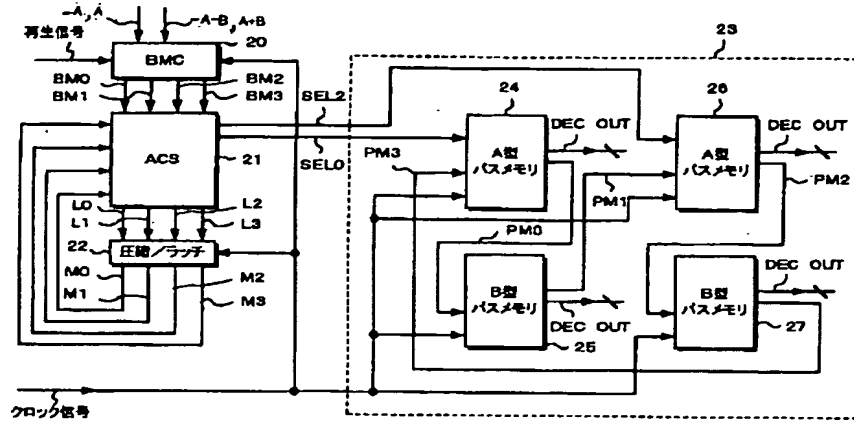 -A, A
-A-B, A+B
再生信号
20
BMC
BM0
BM1
BM2
BM3
SEL2
SEL0
ACS
21
L0
L1
L2
L3
22
圧縮/ラッチ
M0
M1
M2
M3
クロック信号
23
24
A型
パスメモリ
DEC OUT
26
A型
パスメモリ
DEC OUT
PM3
PM1
PM2
PM0
B型
パスメモリ
DEC OUT
25
B型
パスメモリ
DEC OUT
27